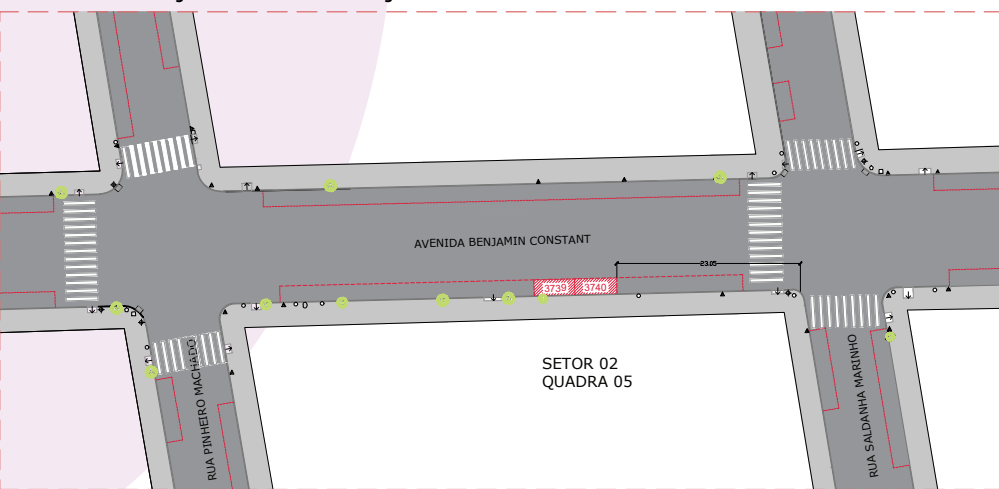 AVENIDA BENJAMIN CONSTANT
23.05
3739
3740
SETOR 02
QUADRA 05
RUA PINHEIRO MACHADO
RUA SALDANHA MARINHO